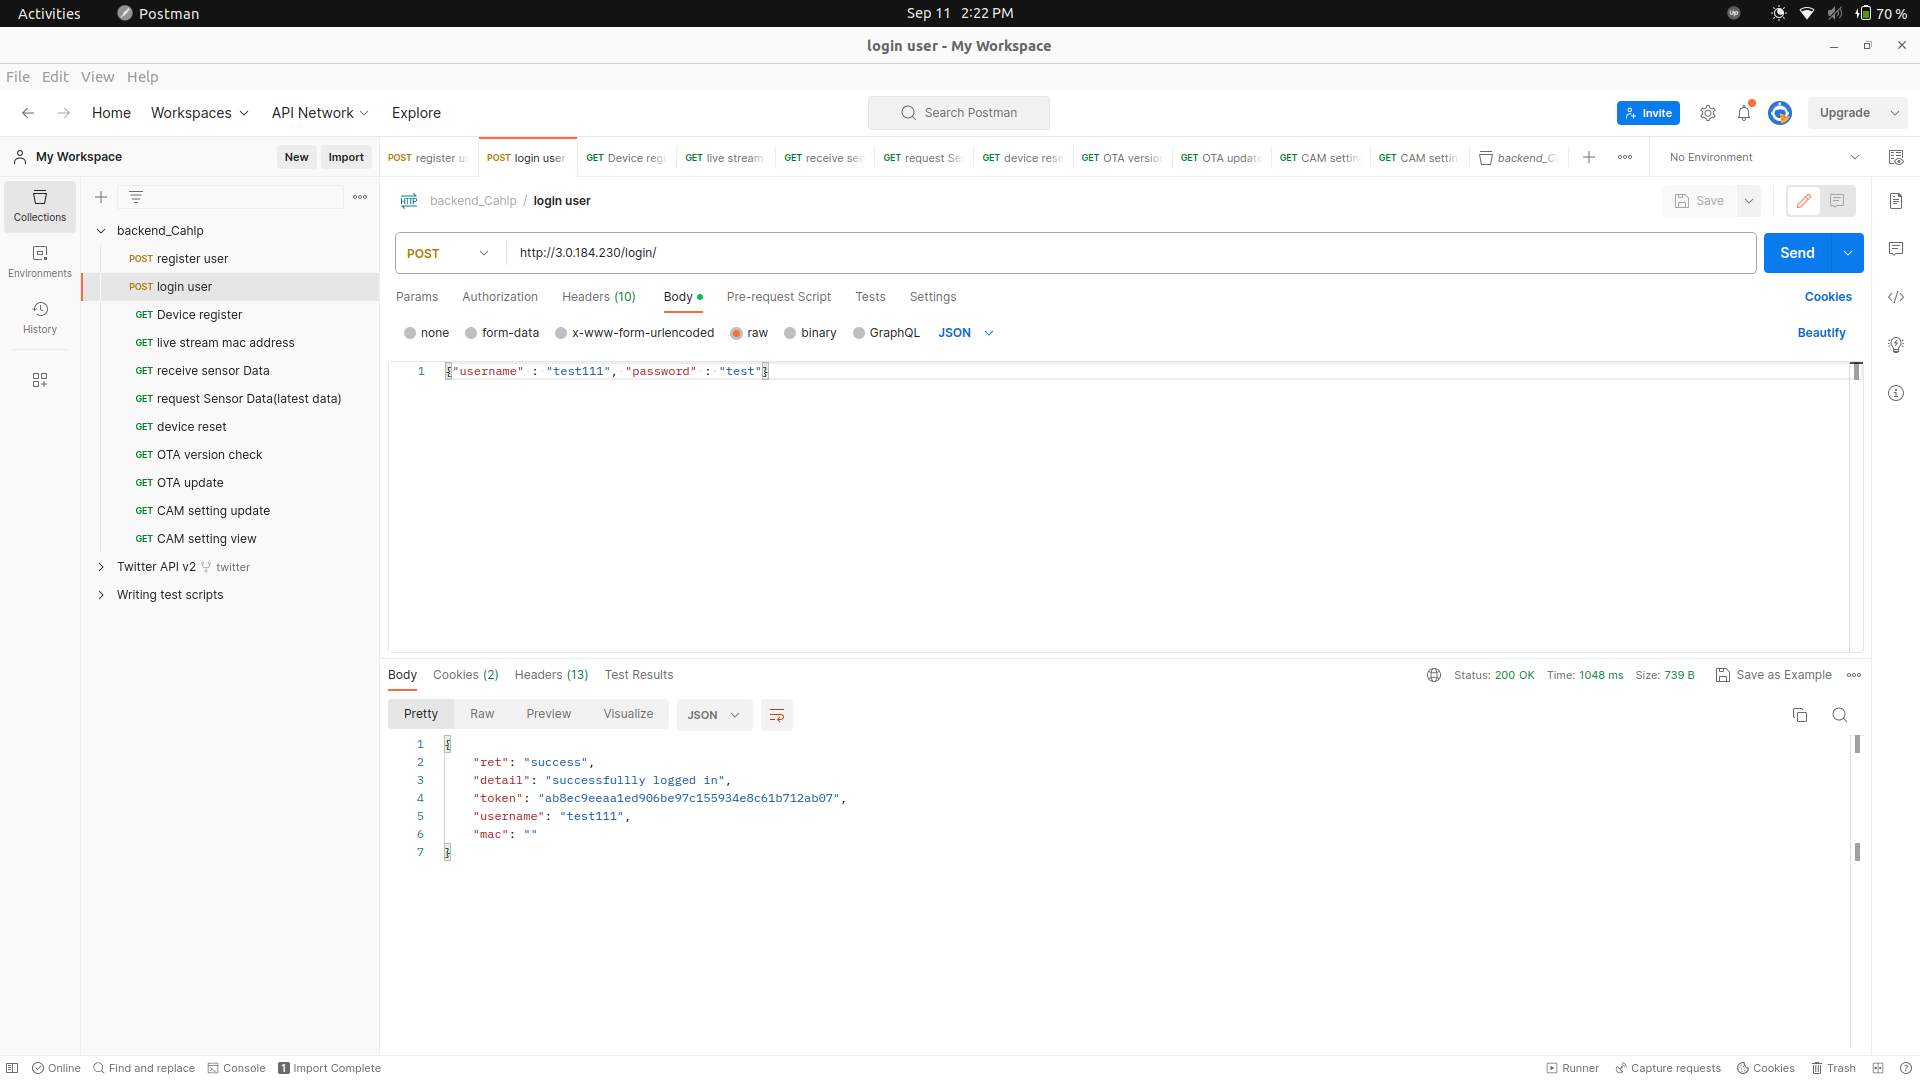 Activities Postman Sep 11 2:22 PM Up 70 %
login user - My Workspace
File Edit View Help
Home Workspaces API Network Explore Search Postman Invite Upgrade
My Workspace New Import
POST register u POST login user GET Device reg GET live stream GET receive sen GET request Se GET device rese GET OTA versio GET OTA update GET CAM settin GET CAM settin backend_C No Environment
Collections
Environments
History
backend_Cahlp
POST register user
POST login user
GET Device register
GET live stream mac address
GET receive sensor Data
GET request Sensor Data(latest data)
GET device reset
GET OTA version check
GET OTA update
GET CAM setting update
GET CAM setting view
Twitter API v2 twitter
Writing test scripts
HTTP backend_Cahlp / login user Save
POST http://3.0.184.230/login/ Send
Params Authorization Headers (10) Body Pre-request Script Tests Settings Cookies
none form-data x-www-form-urlencoded raw binary GraphQL JSON Beautify
1 {"username" : "test111", "password" : "test"}
Body Cookies (2) Headers (13) Test Results Status: 200 OK Time: 1048 ms Size: 739 B Save as Example
Pretty Raw Preview Visualize JSON
1 {
2 "ret": "success",
3 "detail": "successfullly logged in",
4 "token": "ab8ec9eeaa1ed906be97c155934e8c61b712ab07",
5 "username": "test111",
6 "mac": ""
7 }
Online Find and replace Console 1 Import Complete Runner Capture requests Cookies Trash